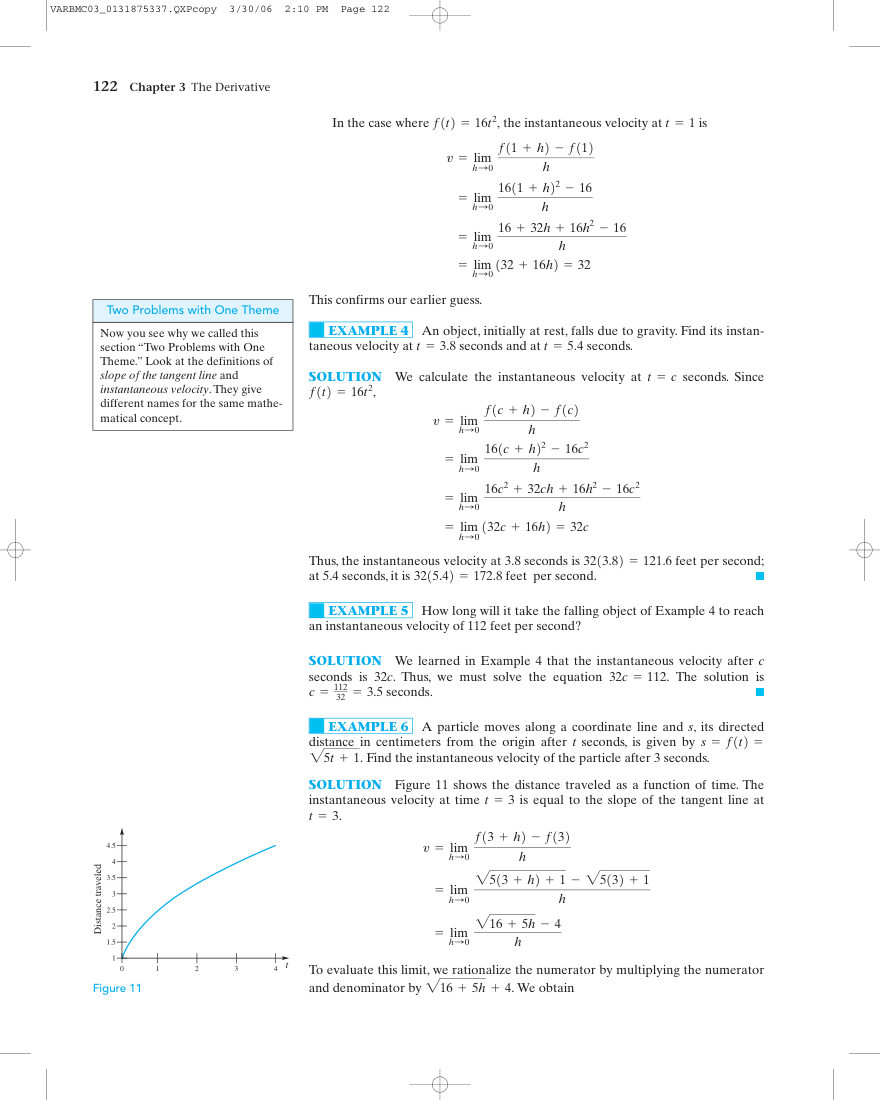 VARBMC03_0131875337.QXPcopy 3/30/06 2:10 PM Page 122
122 Chapter 3 The Derivative
In the case where f(t) = 16t², the instantaneous velocity at t = 1 is
v = lim h→0 (f(1 + h) − f(1)) / h
= lim h→0 (16(1 + h)² − 16) / h
= lim h→0 (16 + 32h + 16h² − 16) / h
= lim h→0 (32 + 16h) = 32
This confirms our earlier guess.
Two Problems with One Theme
Now you see why we called this
section “Two Problems with One
Theme.” Look at the definitions of
slope of the tangent line and
instantaneous velocity. They give
different names for the same mathe-
matical concept.
EXAMPLE 4 An object, initially at rest, falls due to gravity. Find its instan-
taneous velocity at t = 3.8 seconds and at t = 5.4 seconds.
SOLUTION We calculate the instantaneous velocity at t = c seconds. Since
f(t) = 16t²,
v = lim h→0 (f(c + h) − f(c)) / h
= lim h→0 (16(c + h)² − 16c²) / h
= lim h→0 (16c² + 32ch + 16h² − 16c²) / h
= lim h→0 (32c + 16h) = 32c
Thus, the instantaneous velocity at 3.8 seconds is 32(3.8) = 121.6 feet per second;
at 5.4 seconds, it is 32(5.4) = 172.8 feet per second.
EXAMPLE 5 How long will it take the falling object of Example 4 to reach
an instantaneous velocity of 112 feet per second?
SOLUTION We learned in Example 4 that the instantaneous velocity after c
seconds is 32c. Thus, we must solve the equation 32c = 112. The solution is
c = 112/32 = 3.5 seconds.
EXAMPLE 6 A particle moves along a coordinate line and s, its directed
distance in centimeters from the origin after t seconds, is given by s = f(t) =
√(5t + 1). Find the instantaneous velocity of the particle after 3 seconds.
SOLUTION Figure 11 shows the distance traveled as a function of time. The
instantaneous velocity at time t = 3 is equal to the slope of the tangent line at
t = 3.
v = lim h→0 (f(3 + h) − f(3)) / h
= lim h→0 (√(5(3 + h) + 1) − √(5(3) + 1)) / h
= lim h→0 (√(16 + 5h) − 4) / h
To evaluate this limit, we rationalize the numerator by multiplying the numerator
and denominator by √(16 + 5h) + 4. We obtain
Distance traveled
4.5
4
3.5
3
2.5
2
1.5
1
0 1 2 3 4 t
Figure 11